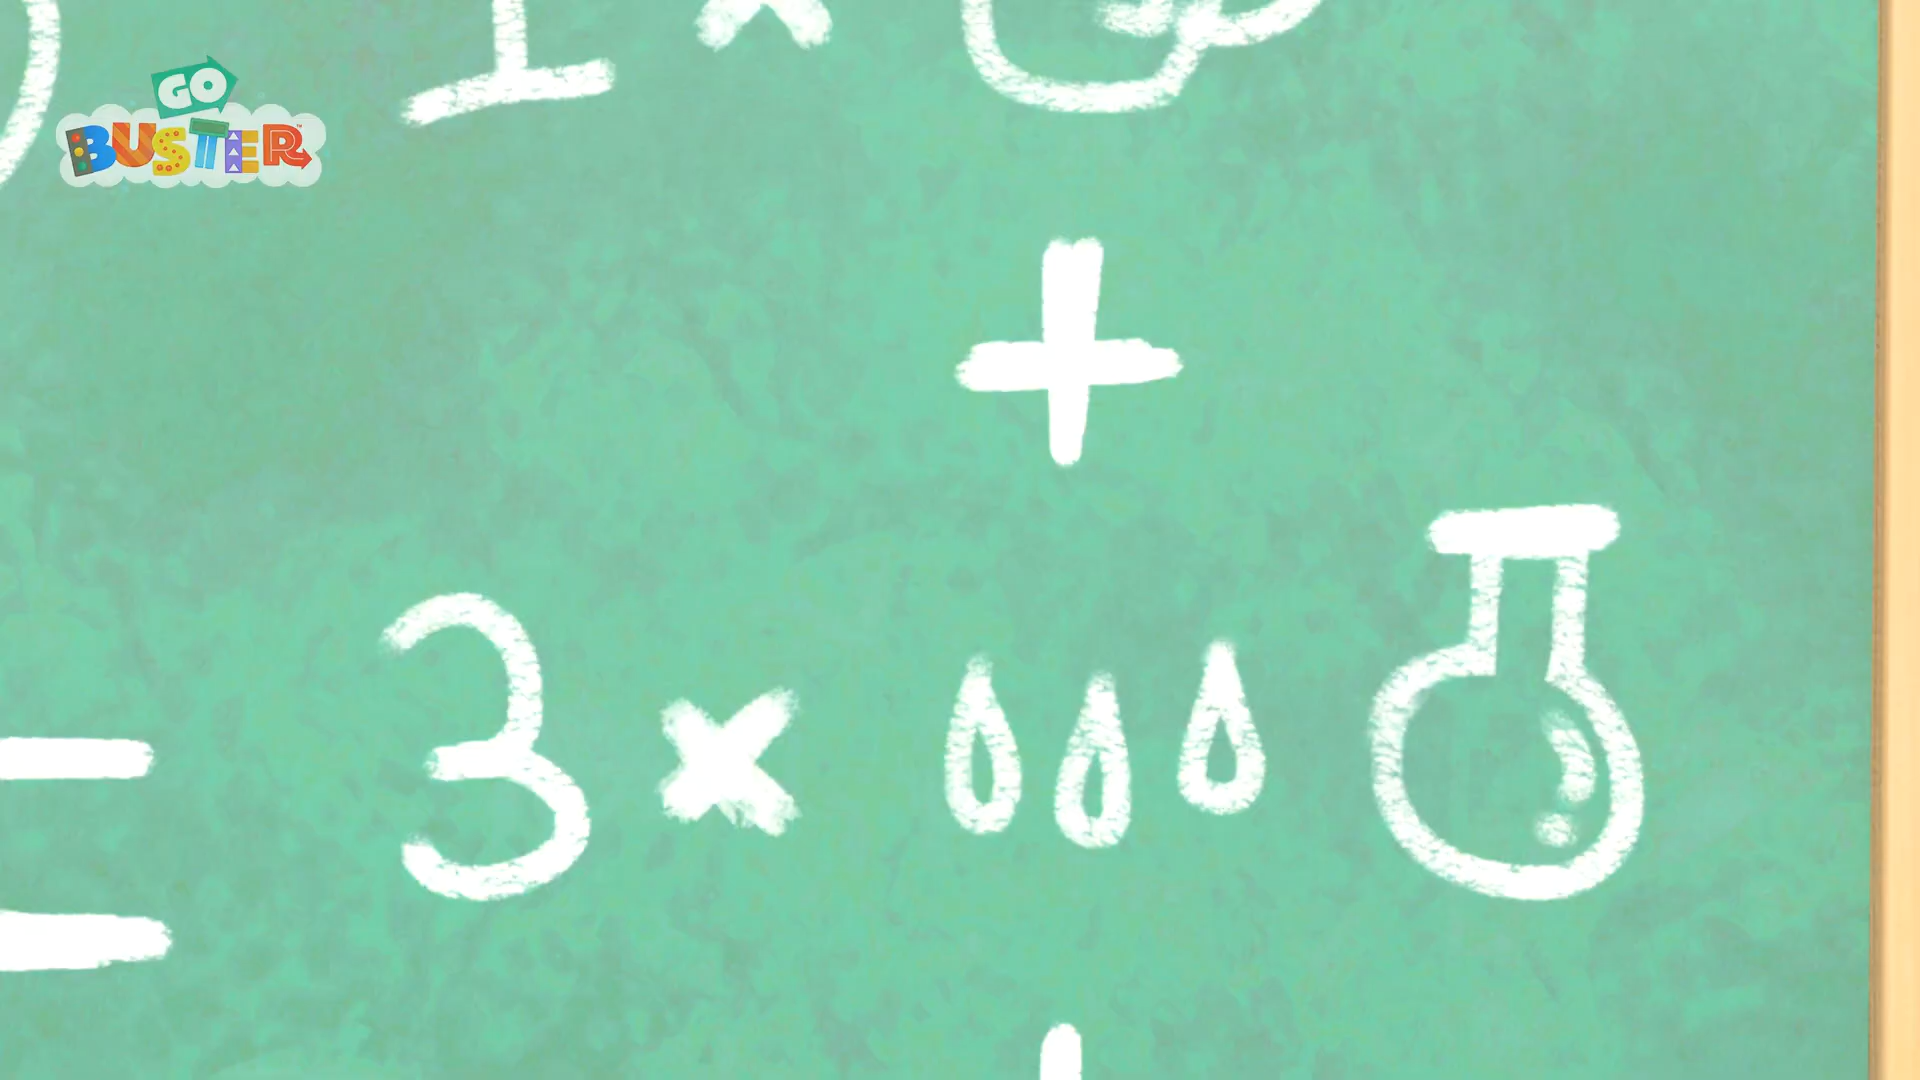 GO
BUSTER
1 ×
+
= 3 ×